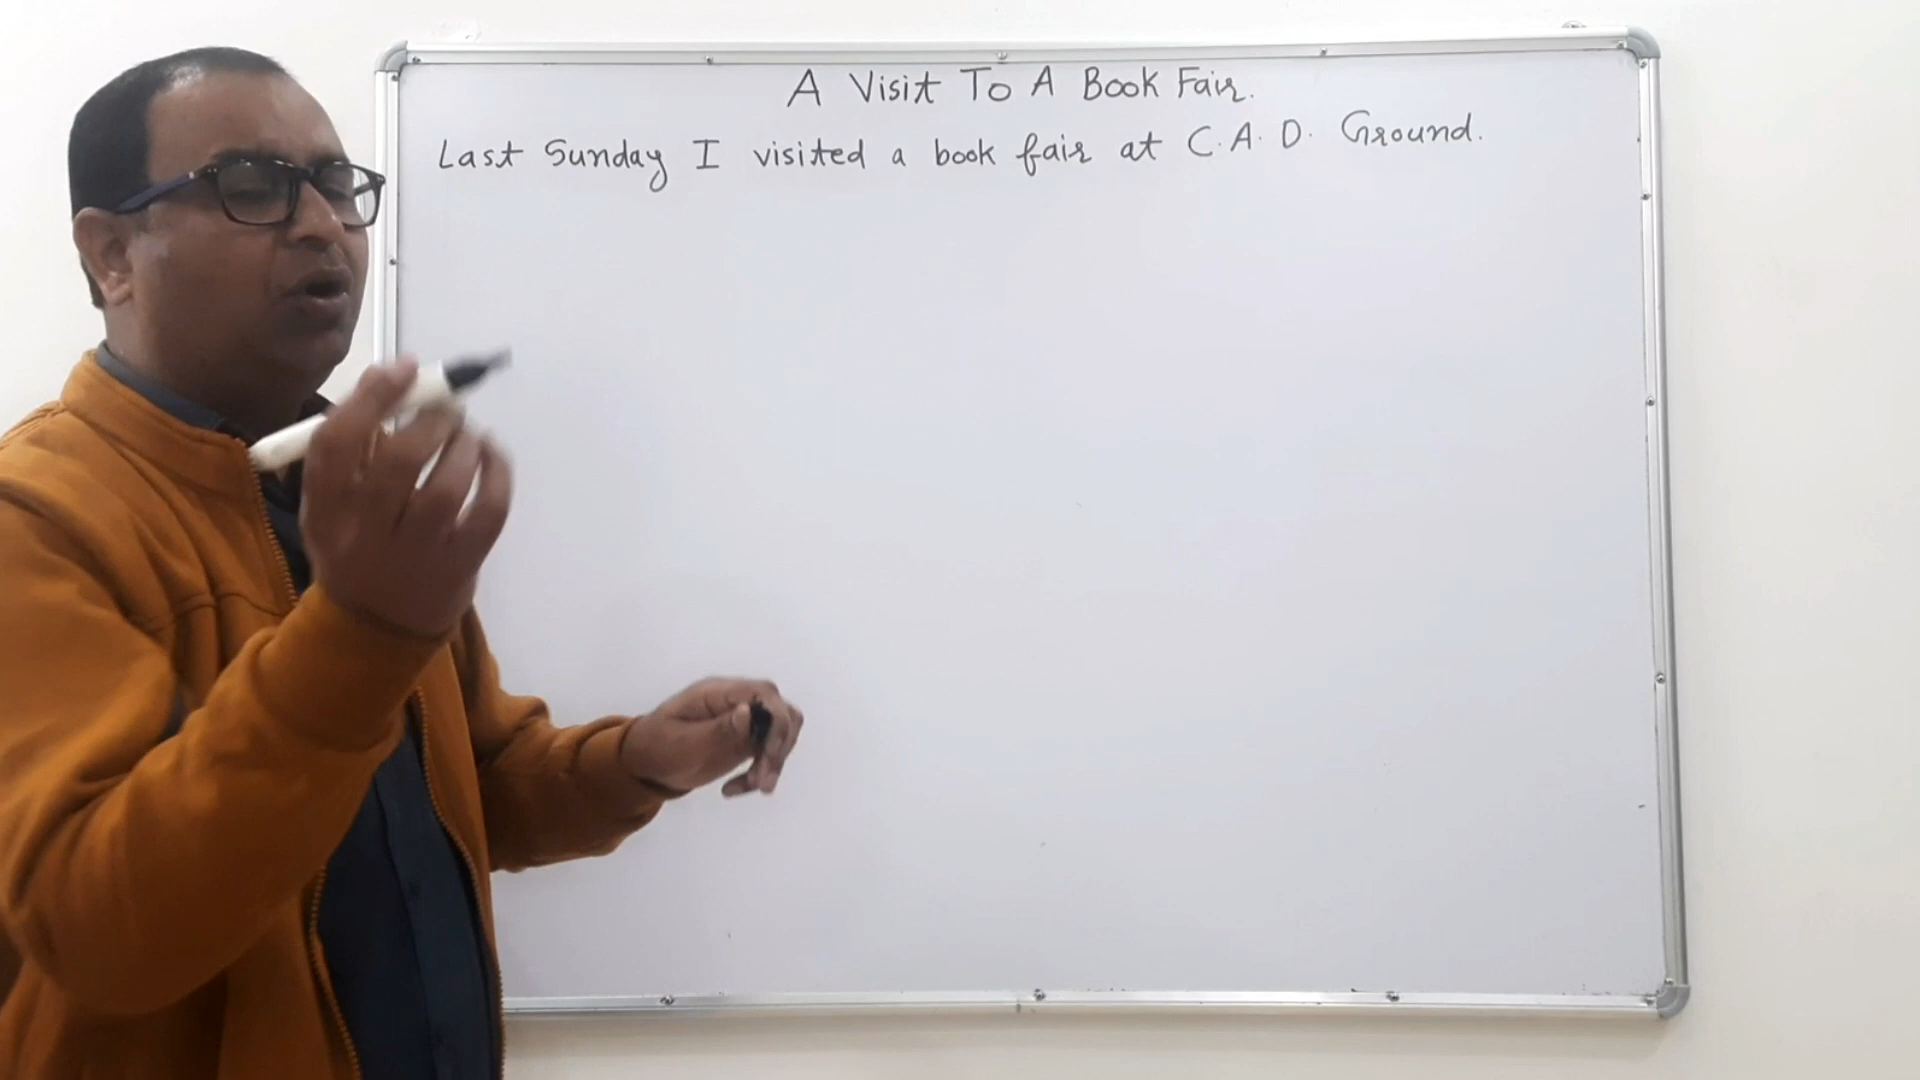 A Visit To A Book Fair.
Last Sunday I visited a book fair at C.A.D. Ground.